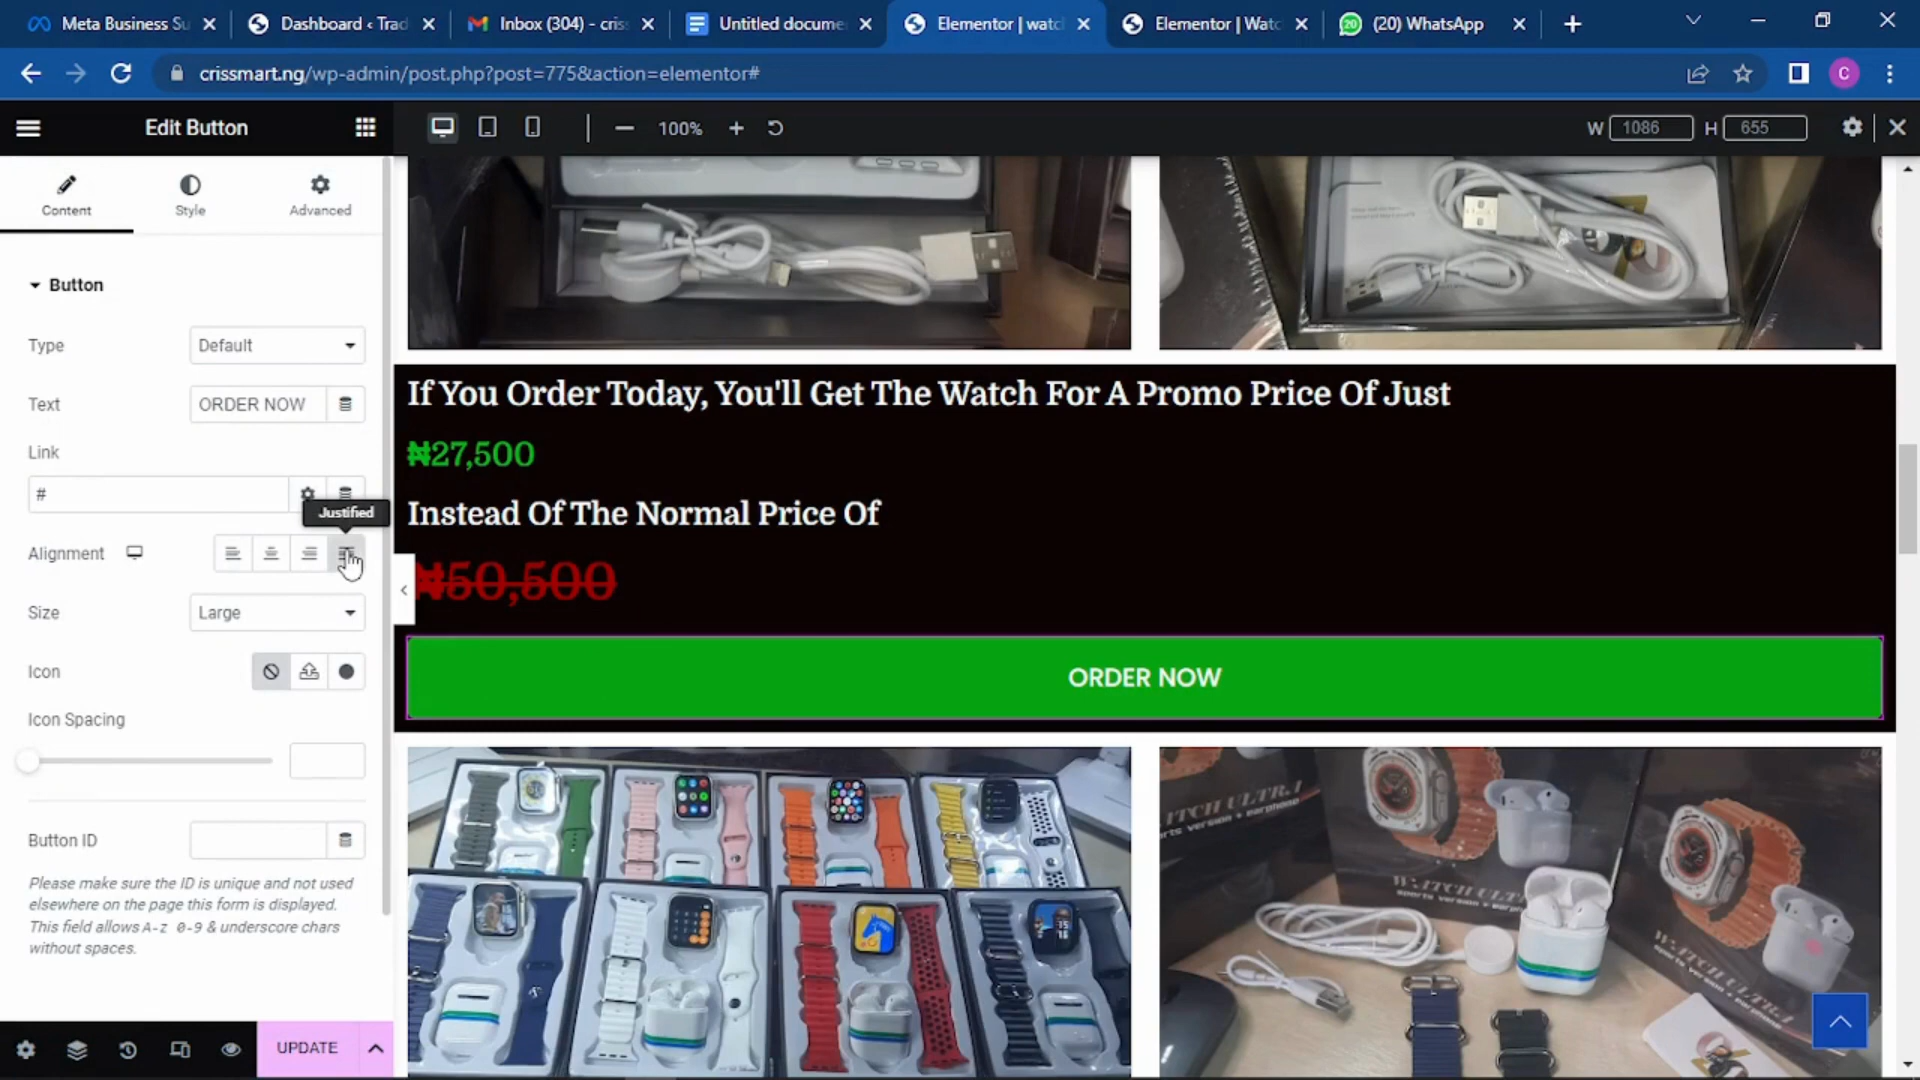 Meta Business Su
Dashboard ‹ Trad
Inbox (304) - cris
Untitled docume
Elementor | watc
Elementor | Watc
(20) WhatsApp
crissmart.ng/wp-admin/post.php?post=775&action=elementor#
C
Edit Button
100%
W 1086 H 655
Content
Style
Advanced
Button
Type Default
Text ORDER NOW
Link
#
Justified
Alignment
Size Large
Icon
Icon Spacing
Button ID
Please make sure the ID is unique and not used
elsewhere on the page this form is displayed.
This field allows A-z 0-9 & underscore chars
without spaces.
UPDATE
If You Order Today, You'll Get The Watch For A Promo Price Of Just
₦27,500
Instead Of The Normal Price Of
₦50,500
ORDER NOW
WATCH ULTRA
sports version + earphone